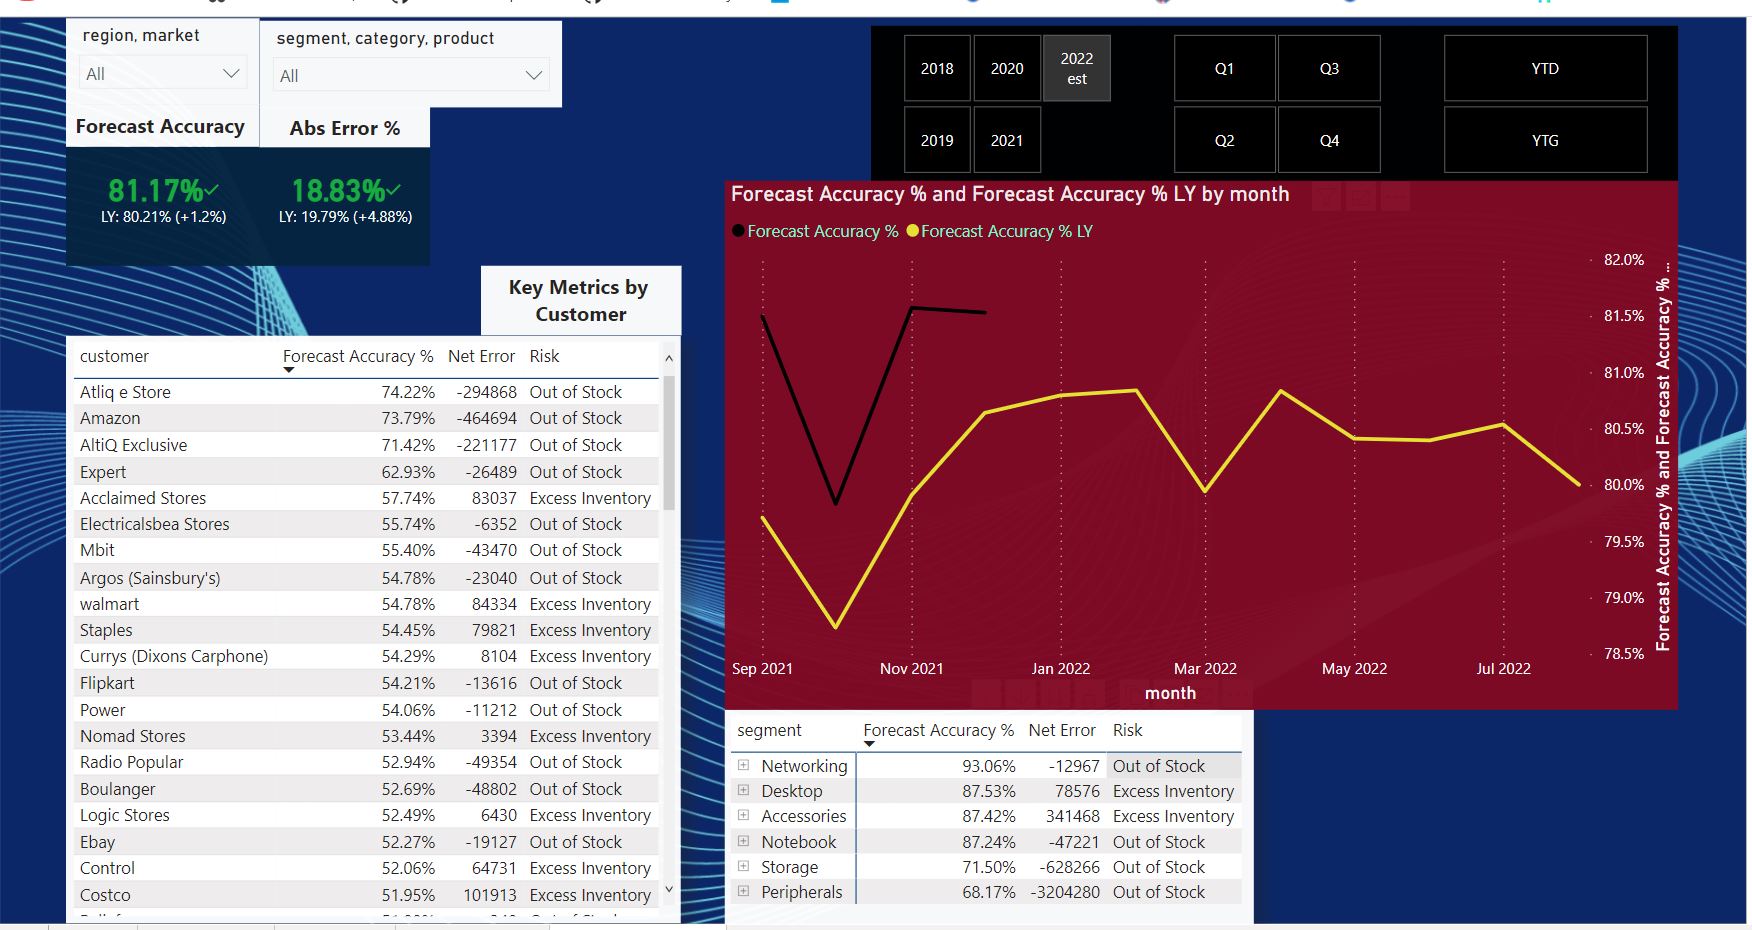 region, market
All
segment, category, product
All
Forecast Accuracy
Abs Error %
81.17%
LY: 80.21% (+1.2%)
18.83%
LY: 19.79% (+4.88%)
2018 2020 2022 est
2019 2021
Q1 Q3
Q2 Q4
YTD
YTG
Forecast Accuracy % and Forecast Accuracy % LY by month
Forecast Accuracy % Forecast Accuracy % LY
82.0%
81.5%
81.0%
80.5%
80.0%
79.5%
79.0%
78.5%
Forecast Accuracy % and Forecast Accuracy % ...
Sep 2021 Nov 2021 Jan 2022 Mar 2022 May 2022 Jul 2022
month
Key Metrics by
Customer
customer Forecast Accuracy % Net Error Risk
Atliq e Store 74.22% -294868 Out of Stock
Amazon 73.79% -464694 Out of Stock
AltiQ Exclusive 71.42% -221177 Out of Stock
Expert 62.93% -26489 Out of Stock
Acclaimed Stores 57.74% 83037 Excess Inventory
Electricalsbea Stores 55.74% -6352 Out of Stock
Mbit 55.40% -43470 Out of Stock
Argos (Sainsbury's) 54.78% -23040 Out of Stock
walmart 54.78% 84334 Excess Inventory
Staples 54.45% 79821 Excess Inventory
Currys (Dixons Carphone) 54.29% 8104 Excess Inventory
Flipkart 54.21% -13616 Out of Stock
Power 54.06% -11212 Out of Stock
Nomad Stores 53.44% 3394 Excess Inventory
Radio Popular 52.94% -49354 Out of Stock
Boulanger 52.69% -48802 Out of Stock
Logic Stores 52.49% 6430 Excess Inventory
Ebay 52.27% -19127 Out of Stock
Control 52.06% 64731 Excess Inventory
Costco 51.95% 101913 Excess Inventory
segment Forecast Accuracy % Net Error Risk
Networking 93.06% -12967 Out of Stock
Desktop 87.53% 78576 Excess Inventory
Accessories 87.42% 341468 Excess Inventory
Notebook 87.24% -47221 Out of Stock
Storage 71.50% -628266 Out of Stock
Peripherals 68.17% -3204280 Out of Stock